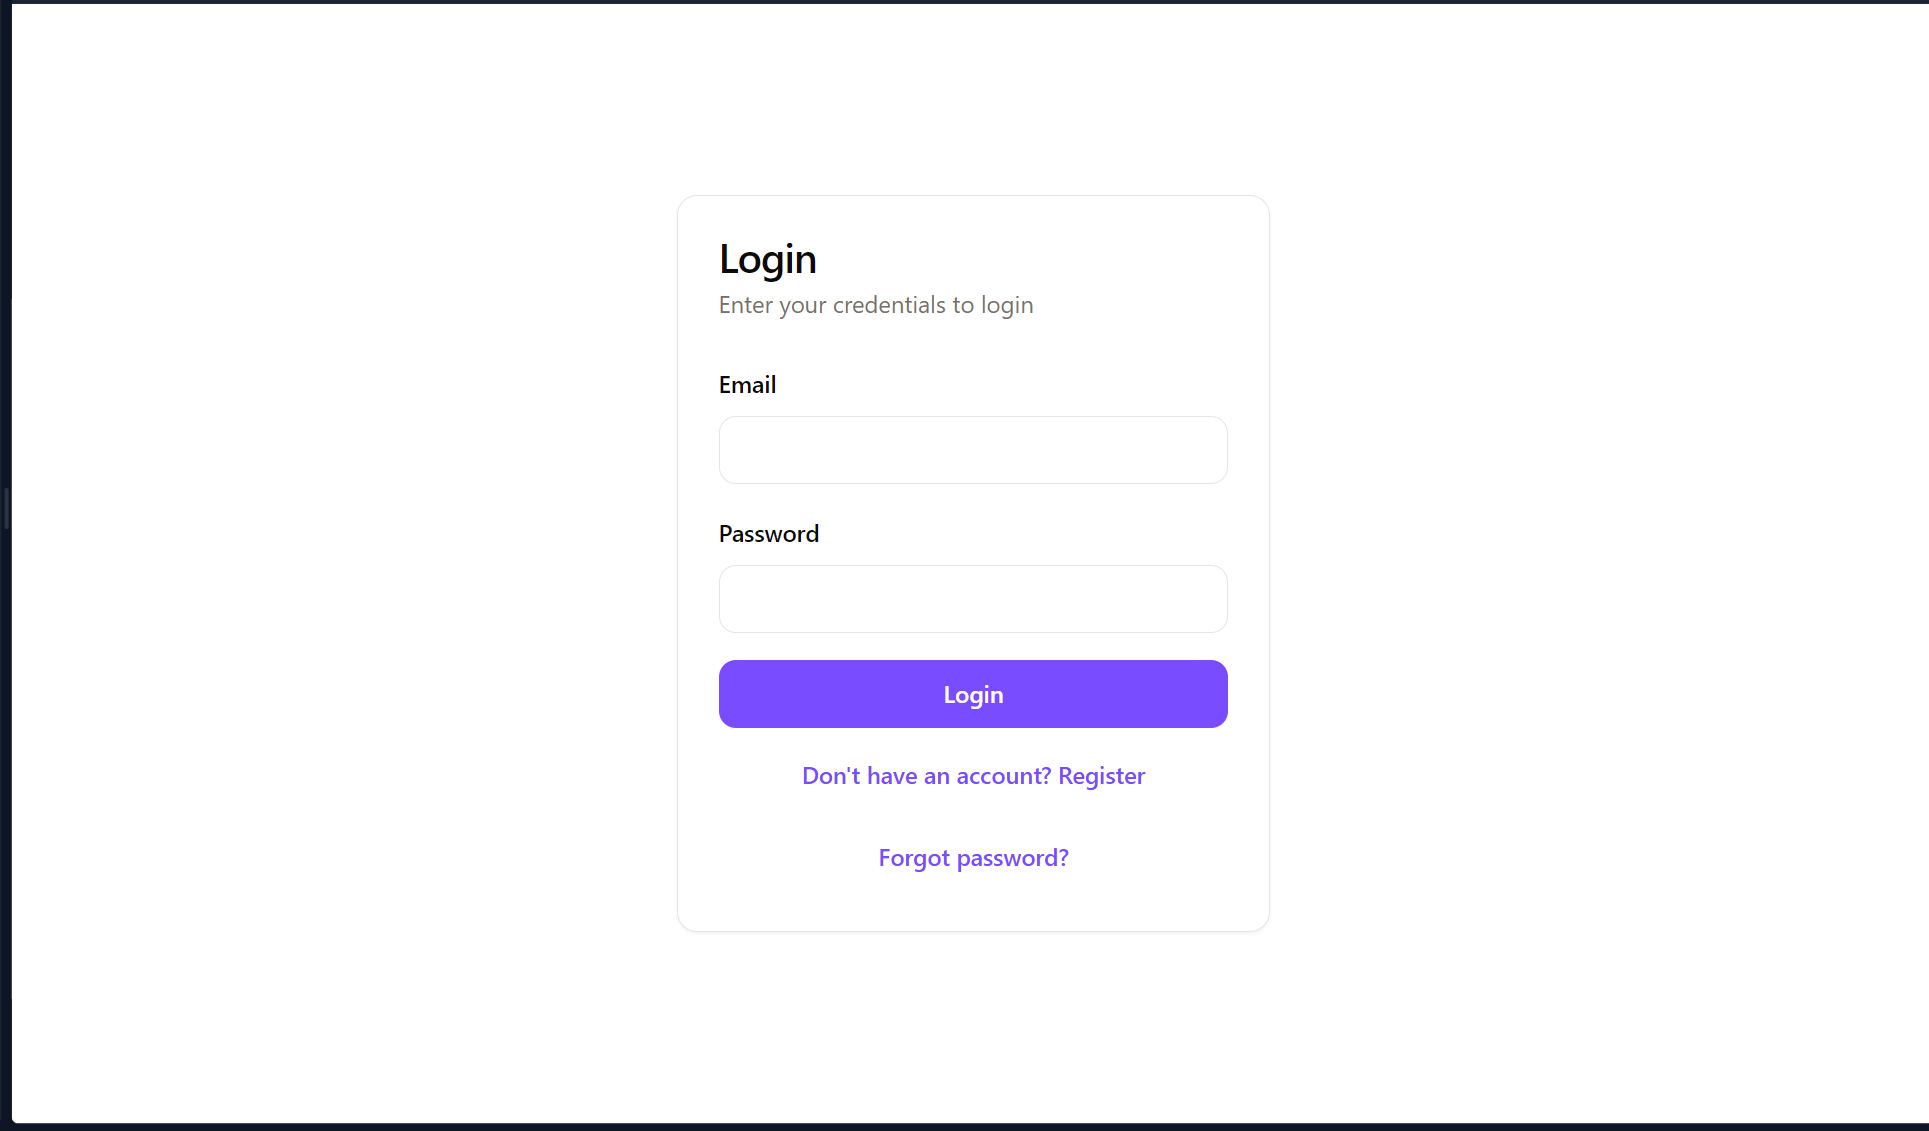 Login
Enter your credentials to login
Email
Password
Login
Don't have an account? Register
Forgot password?